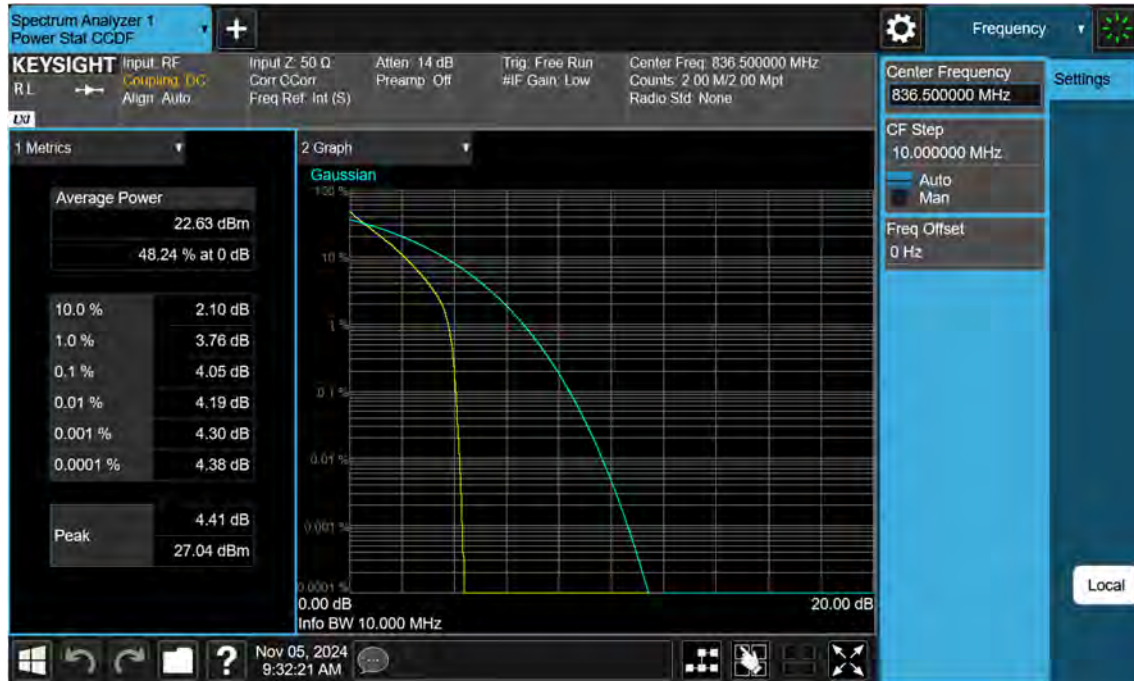 Spectrum Analyzer 1
Power Stat CCDF
+
Frequency
KEYSIGHT
RL
LXI
Input: RF
Coupling: DC
Align: Auto
Input Z: 50 Ω
Corr CCorr
Freq Ref: Int (S)
Atten: 14 dB
Preamp: Off
Trig: Free Run
#IF Gain: Low
Center Freq: 836.500000 MHz
Counts: 2.00 M/2.00 Mpt
Radio Std: None
Center Frequency
836.500000 MHz
Settings
CF Step
10.000000 MHz
Auto
Man
Freq Offset
0 Hz
1 Metrics
Average Power
22.63 dBm
48.24 % at 0 dB
10.0 % 2.10 dB
1.0 % 3.76 dB
0.1 % 4.05 dB
0.01 % 4.19 dB
0.001 % 4.30 dB
0.0001 % 4.38 dB
Peak
4.41 dB
27.04 dBm
2 Graph
Gaussian
100 %
10 %
1 %
0.1 %
0.01 %
0.001 %
0.0001 %
0.00 dB 20.00 dB
Info BW 10.000 MHz
Local
?
Nov 05, 2024
9:32:21 AM